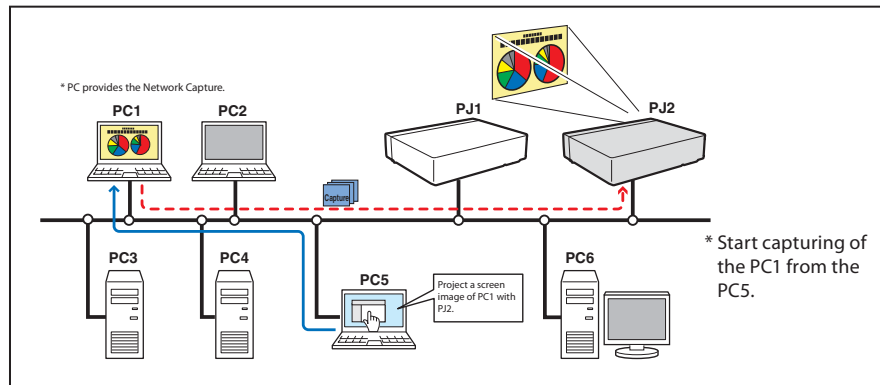 * PC provides the Network Capture.
PC1
PC2
PJ1
PJ2
Capture
PC3
PC4
PC5
Project a screen
image of PC1 with
PJ2.
PC6
* Start capturing of
the PC1 from the
PC5.